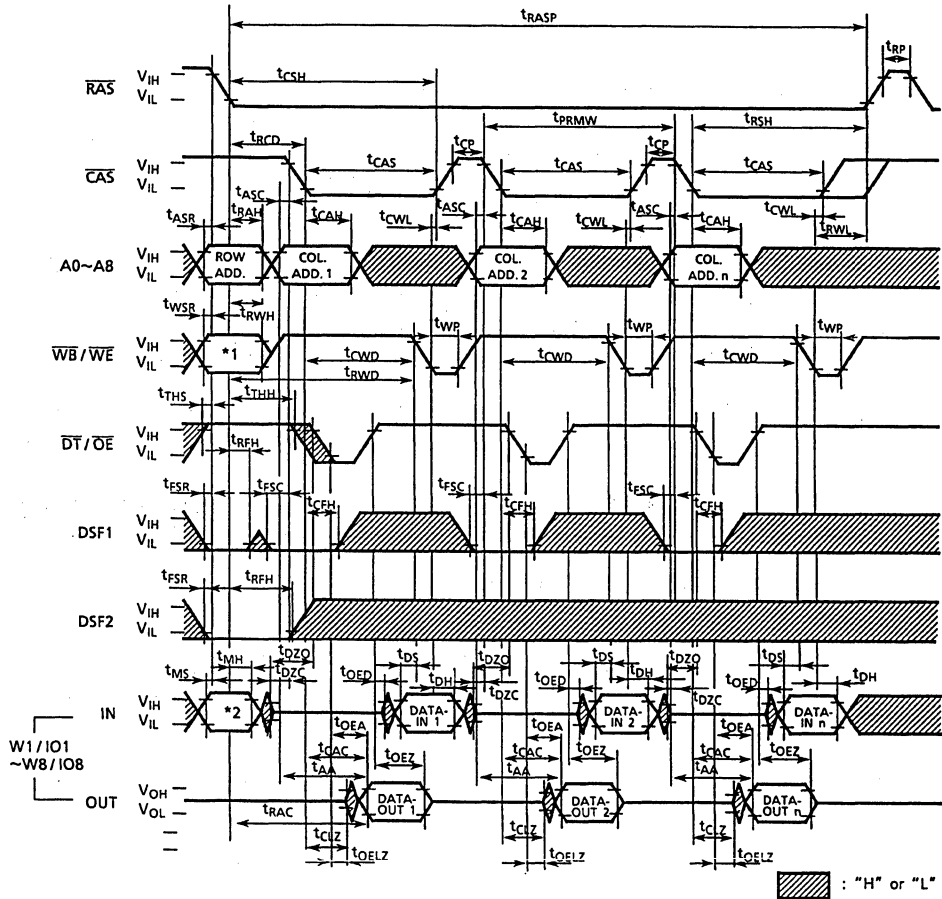 tRASP
tRP
RAS VIH VIL
tCSH
tPRMW
tRSH
tRCD
tCP
tCP
CAS VIH VIL
tCAS
tCAS
tCAS
tASC
tASC
tASC
tCWL
tRWL
tASR
tRAH
tCAH
tCWL
tCAH
tCWL
tCAH
A0~A8 VIH VIL
ROW ADD.
COL. ADD. 1
COL. ADD. 2
COL. ADD. n
tWSR
tRWH
tWP
tWP
tWP
WB / WE VIH VIL
*1
tCWD
tCWD
tCWD
tRWD
tTHS
tTHH
DT / OE VIH VIL
tRFH
tFSR
tFSC
tFSC
tFSC
tCFH
tCFH
tCFH
DSF1 VIH VIL
tFSR
tRFH
DSF2 VIH VIL
tDZO
tMH
tDS
tDZO
tDS
tDZO
tDS
tMS
tDZC
tOED
tDH
tDZC
tOED
tDH
tDZC
tOED
tDH
IN VIH VIL
*2
DATA-IN 1
DATA-IN 2
DATA-IN n
tOEA
tOEA
tOEA
W1 / IO1
~W8 / IO8
tCAC
tOEZ
tCAC
tOEZ
tCAC
tOEZ
tAA
tAA
tAA
OUT VOH VOL
DATA-OUT 1
DATA-OUT 2
DATA-OUT n
tRAC
tCLZ
tCLZ
tCLZ
tOELZ
tOELZ
tOELZ
: "H" or "L"